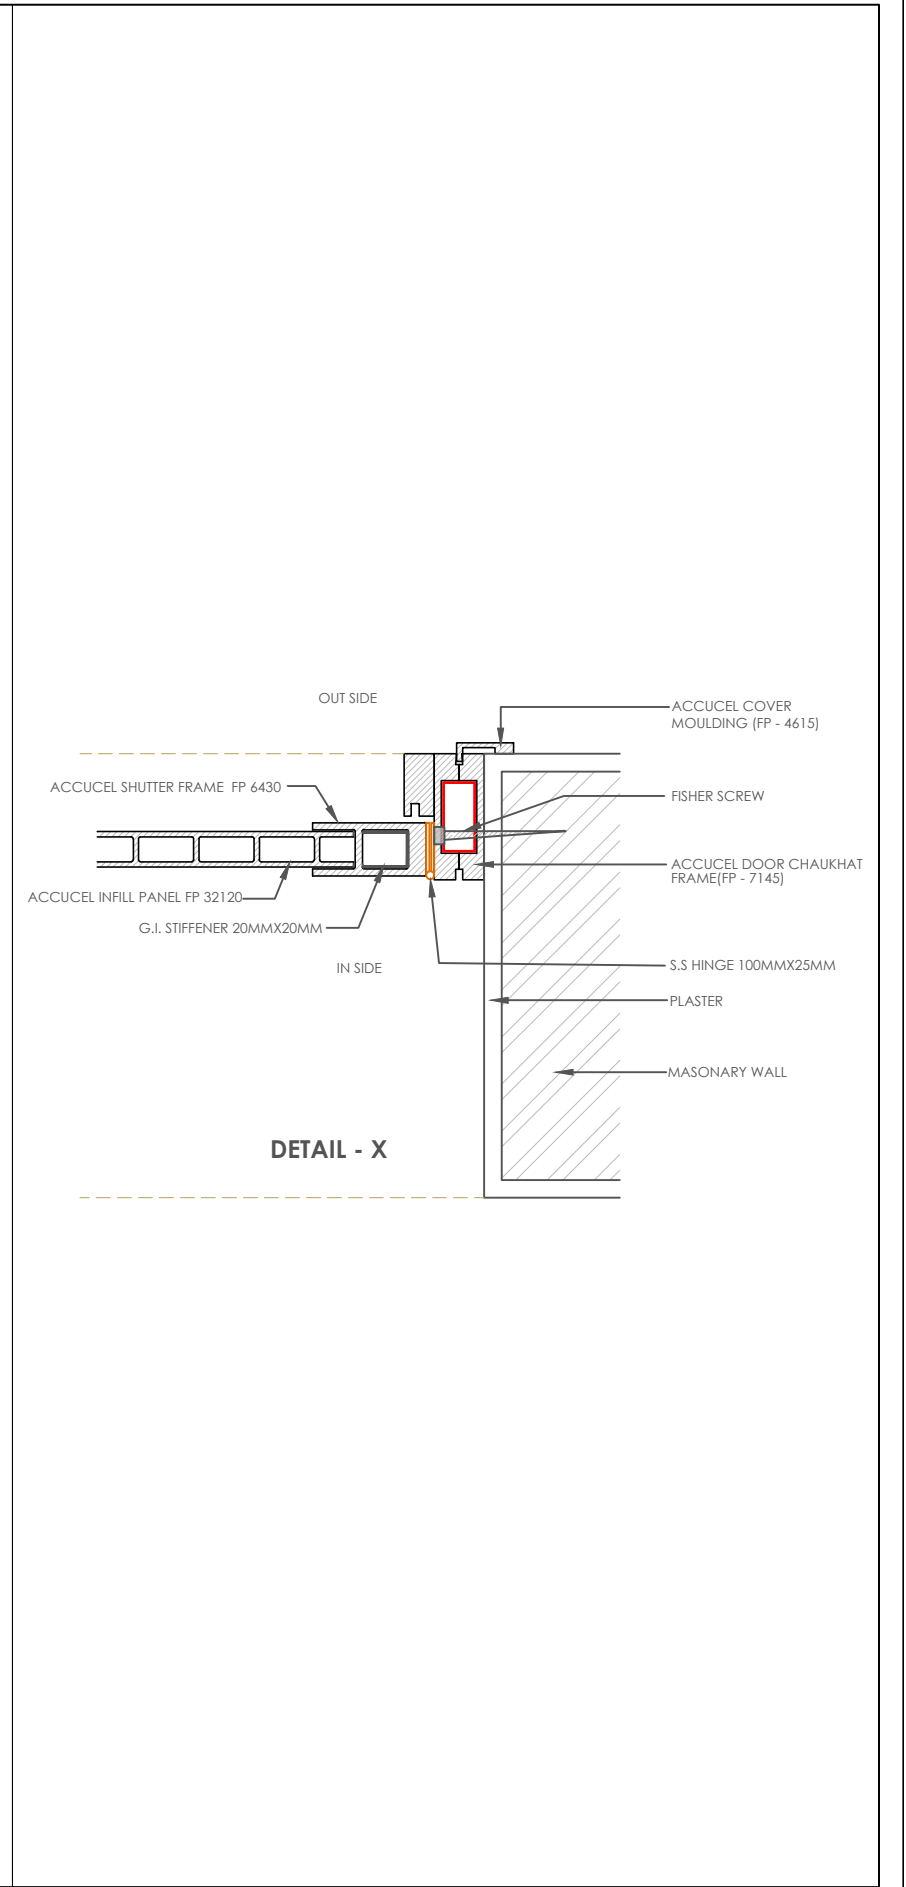 OUT SIDE
ACCUCEL COVER
MOULDING (FP - 4615)
ACCUCEL SHUTTER FRAME FP 6430
FISHER SCREW
ACCUCEL DOOR CHAUKHAT
FRAME(FP - 7145)
ACCUCEL INFILL PANEL FP 32120
G.I. STIFFENER 20MMX20MM
IN SIDE
S.S HINGE 100MMX25MM
PLASTER
MASONARY WALL
DETAIL - X